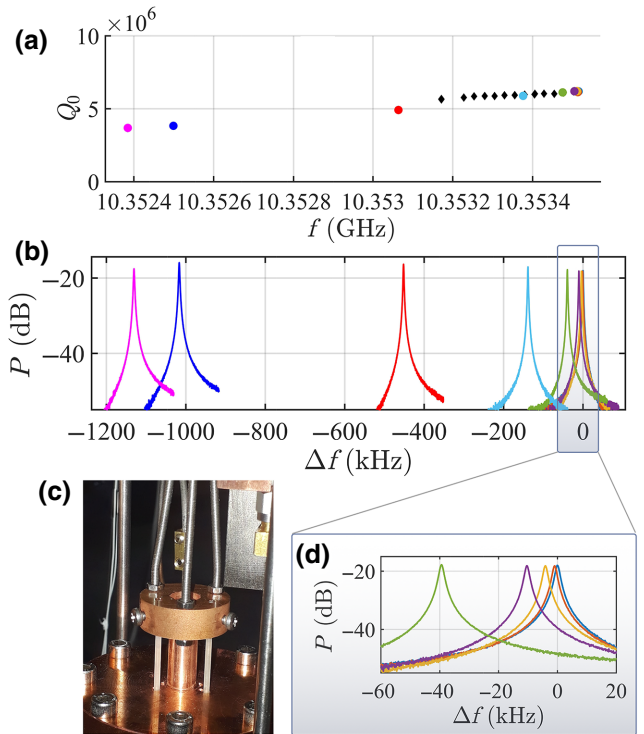 (a)
×10⁶
10
5
0
Q₀
10.3524 10.3526 10.3528 10.353 10.3532 10.3534
f (GHz)
(b)
−20
−40
P (dB)
−1200 −1000 −800 −600 −400 −200 0
Δf (kHz)
(c)
(d)
−20
−40
P (dB)
−60 −40 −20 0 20
Δf (kHz)